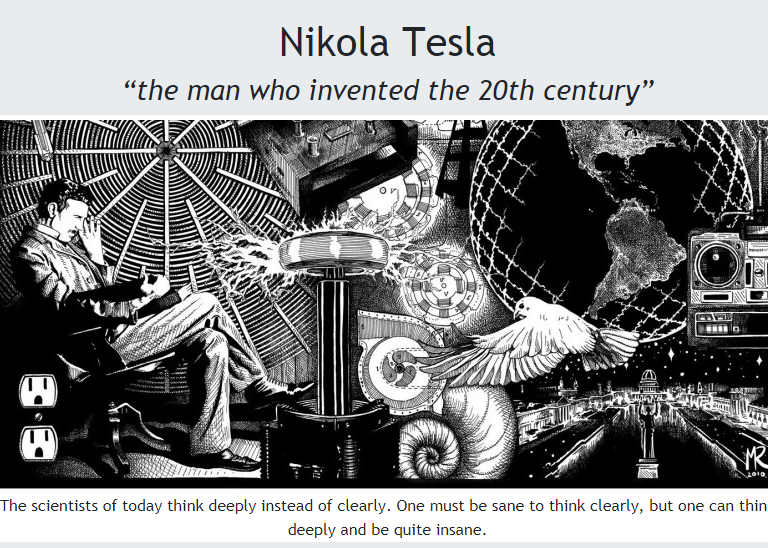 Nikola Tesla
“the man who invented the 20th century”
MR
2010
The scientists of today think deeply instead of clearly. One must be sane to think clearly, but one can thin
deeply and be quite insane.